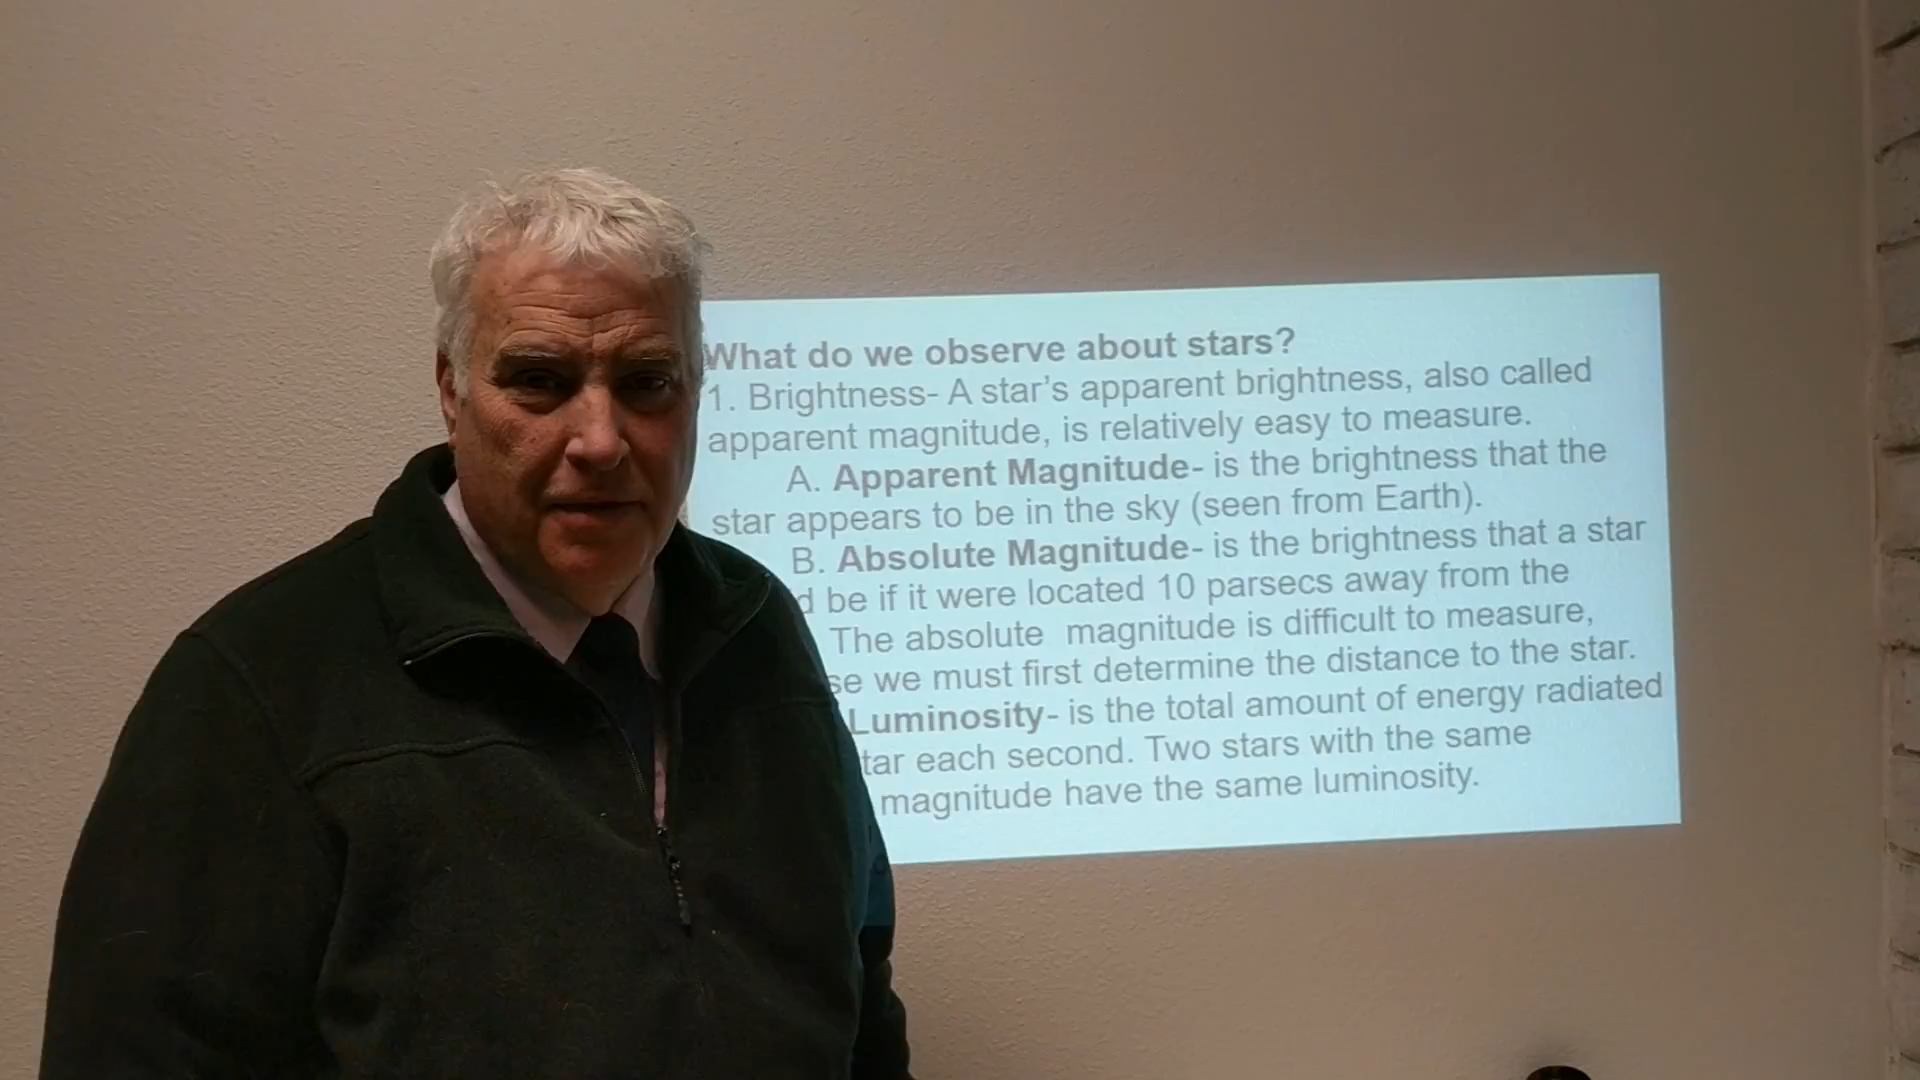 What do we observe about stars?
1. Brightness- A star's apparent brightness, also called
apparent magnitude, is relatively easy to measure.
A. Apparent Magnitude- is the brightness that the
star appears to be in the sky (seen from Earth).
B. Absolute Magnitude- is the brightness that a star
be if it were located 10 parsecs away from the
The absolute magnitude is difficult to measure,
we must first determine the distance to the star.
Luminosity- is the total amount of energy radiated
each second. Two stars with the same
magnitude have the same luminosity.